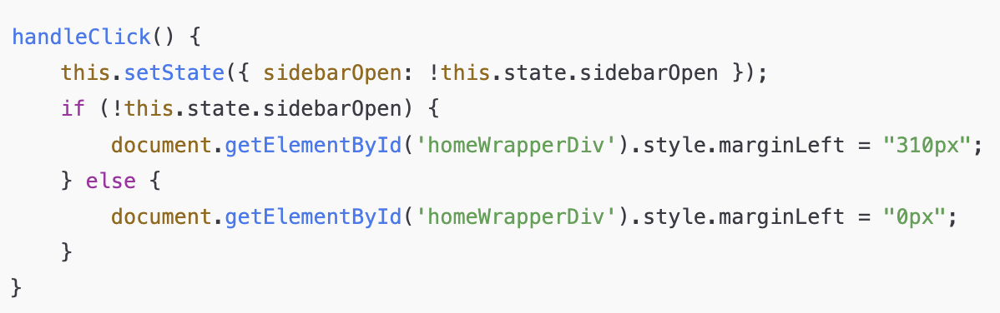 handleClick() {
    this.setState({ sidebarOpen: !this.state.sidebarOpen });
    if (!this.state.sidebarOpen) {
        document.getElementById('homeWrapperDiv').style.marginLeft = "310px";
    } else {
        document.getElementById('homeWrapperDiv').style.marginLeft = "0px";
    }
}